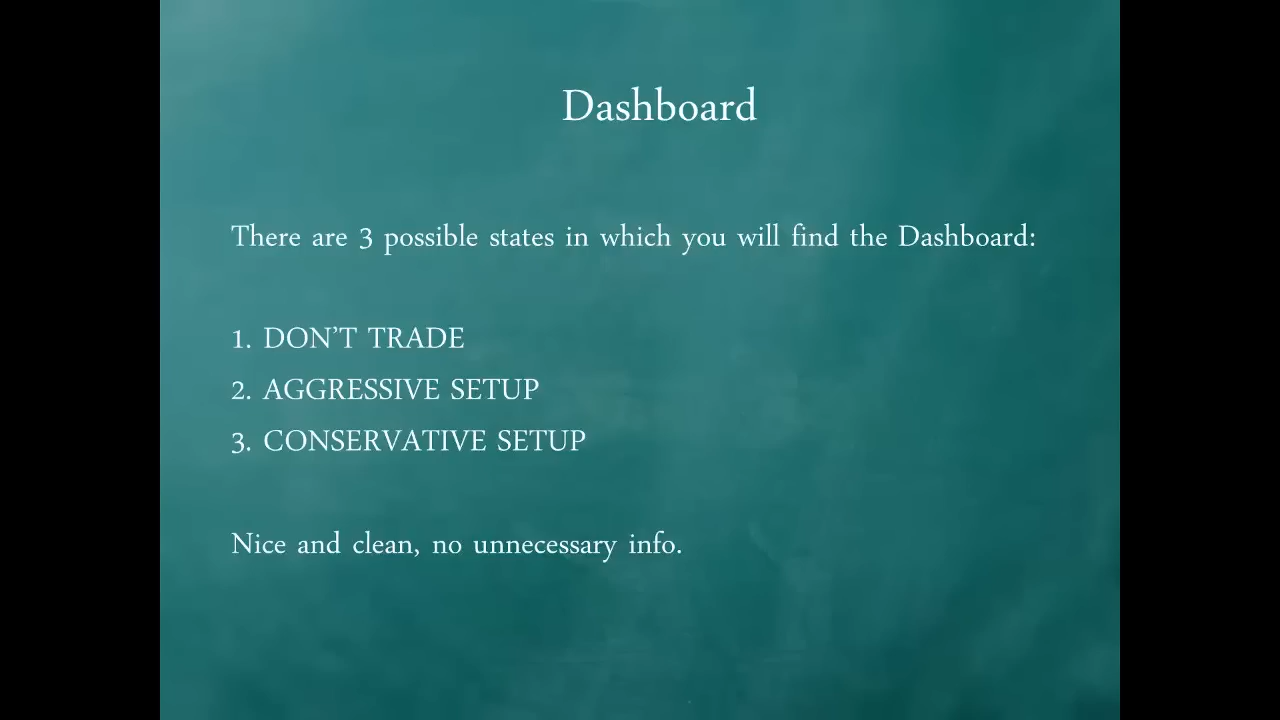 Dashboard
There are 3 possible states in which you will find the Dashboard:
1. DON’T TRADE
2. AGGRESSIVE SETUP
3. CONSERVATIVE SETUP
Nice and clean, no unnecessary info.